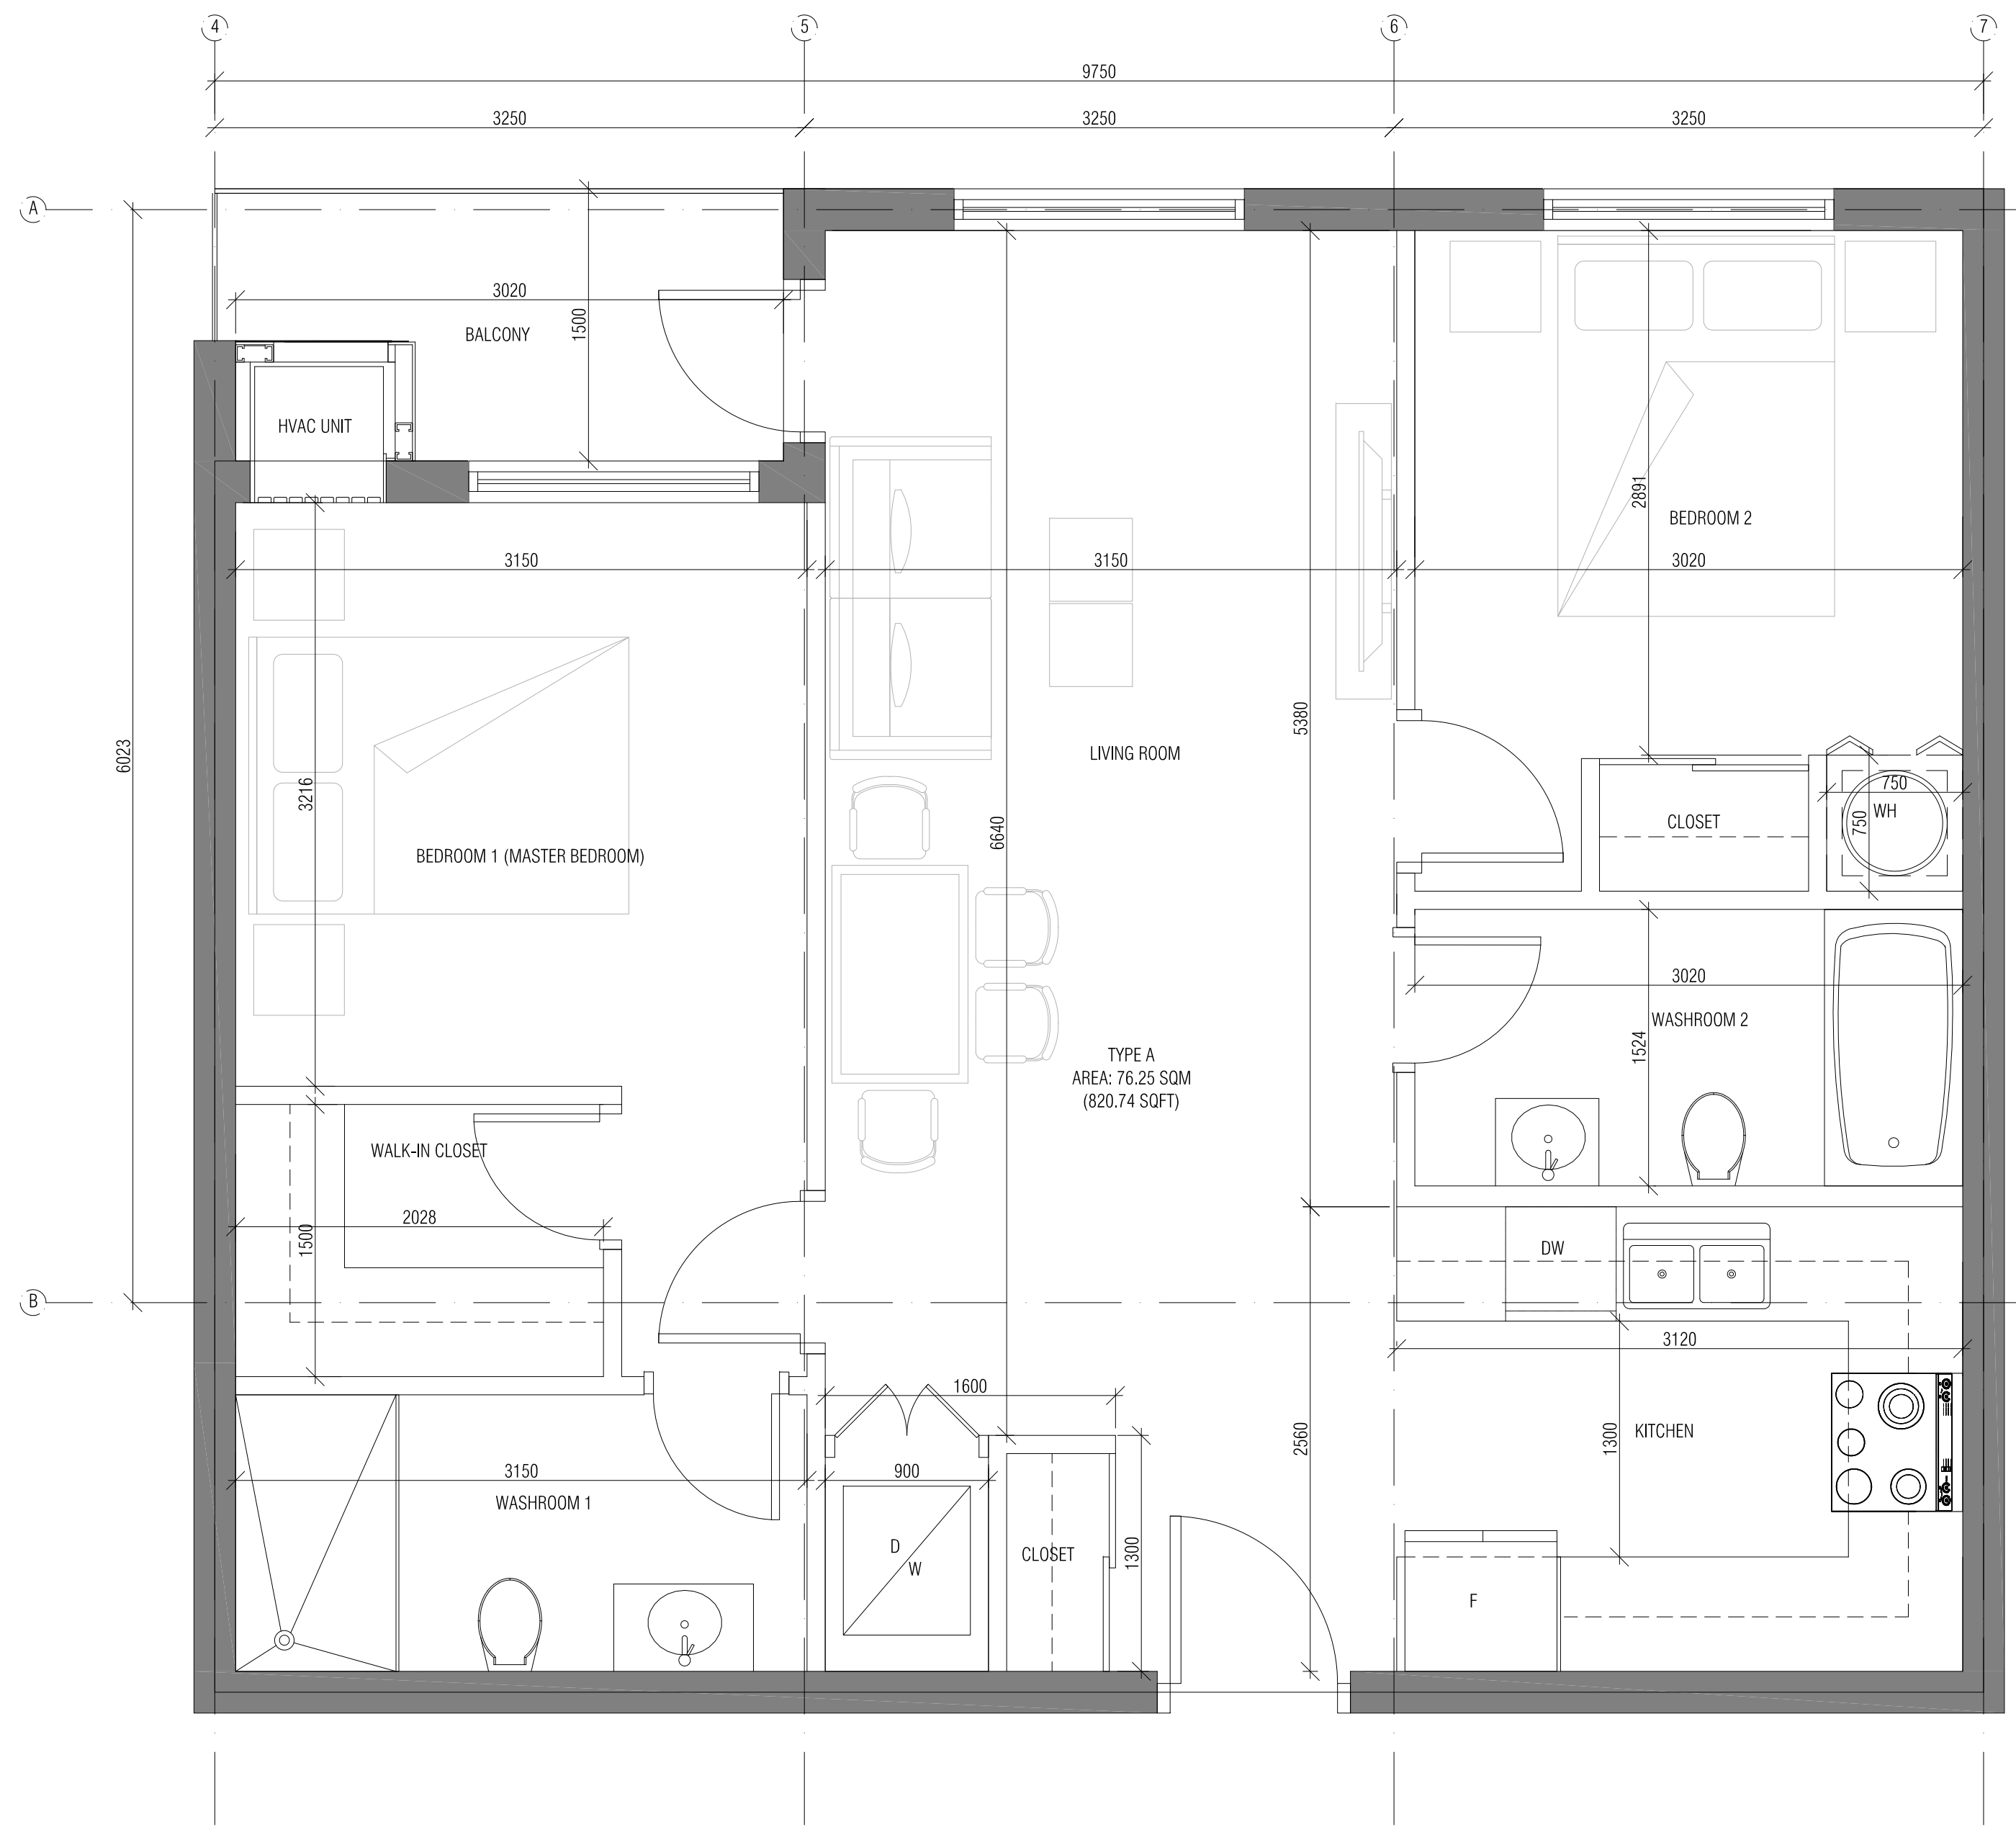 4
5
6
7
9750
3250
3250
3250
A
3020
1500
BALCONY
HVAC UNIT
2891
BEDROOM 2
3150
3150
3020
6023
5380
LIVING ROOM
3216
6640
750
WH
750
CLOSET
BEDROOM 1 (MASTER BEDROOM)
3020
WASHROOM 2
1524
TYPE A
AREA: 76.25 SQM
(820.74 SQFT)
WALK-IN CLOSET
2028
1500
DW
B
3120
1600
2560
1300
KITCHEN
3150
900
WASHROOM 1
D
W
CLOSET
1300
F